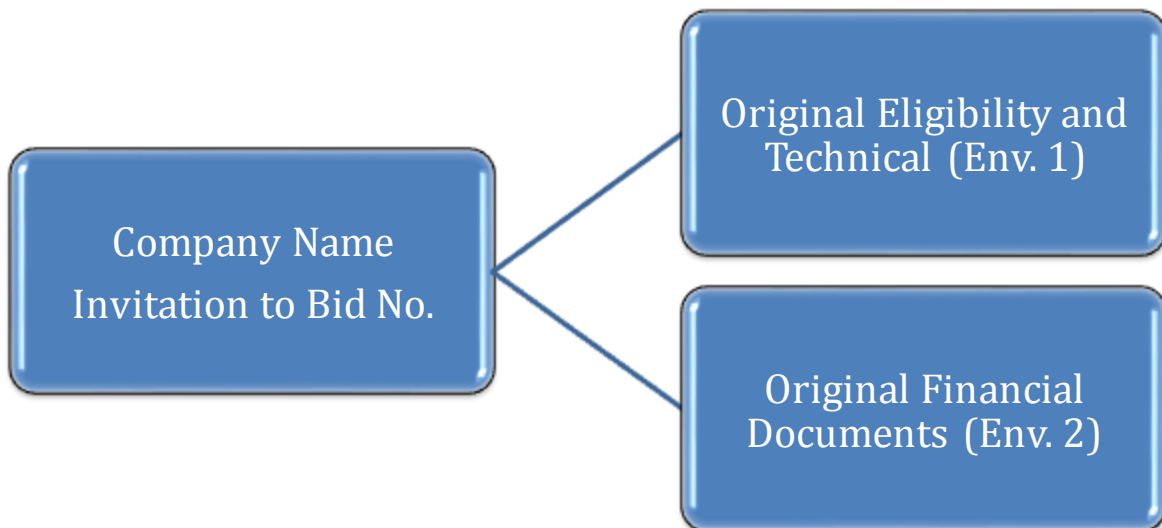 Company Name
Invitation to Bid No.
Original Eligibility and
Technical (Env. 1)
Original Financial
Documents (Env. 2)